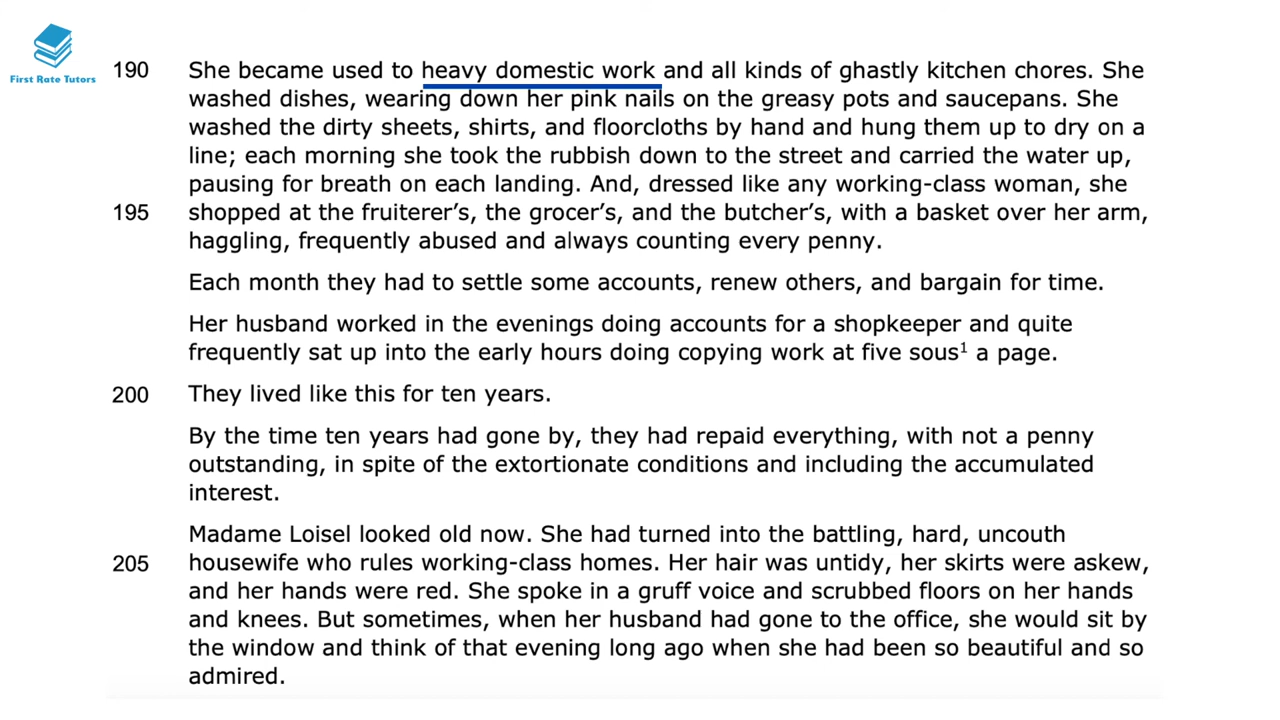 First Rate Tutors
190 She became used to heavy domestic work and all kinds of ghastly kitchen chores. She
washed dishes, wearing down her pink nails on the greasy pots and saucepans. She
washed the dirty sheets, shirts, and floorcloths by hand and hung them up to dry on a
line; each morning she took the rubbish down to the street and carried the water up,
pausing for breath on each landing. And, dressed like any working-class woman, she
195 shopped at the fruiterer’s, the grocer’s, and the butcher’s, with a basket over her arm,
haggling, frequently abused and always counting every penny.
Each month they had to settle some accounts, renew others, and bargain for time.
Her husband worked in the evenings doing accounts for a shopkeeper and quite
frequently sat up into the early hours doing copying work at five sous¹ a page.
200 They lived like this for ten years.
By the time ten years had gone by, they had repaid everything, with not a penny
outstanding, in spite of the extortionate conditions and including the accumulated
interest.
Madame Loisel looked old now. She had turned into the battling, hard, uncouth
205 housewife who rules working-class homes. Her hair was untidy, her skirts were askew,
and her hands were red. She spoke in a gruff voice and scrubbed floors on her hands
and knees. But sometimes, when her husband had gone to the office, she would sit by
the window and think of that evening long ago when she had been so beautiful and so
admired.